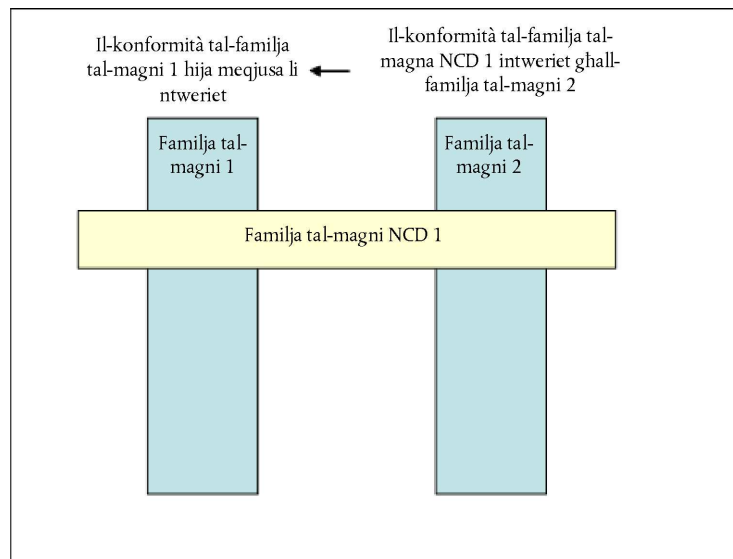 Il-konformità tal-familja
tal-magni 1 hija meqjusa li
ntweriet
Il-konformità tal-familja tal-
magna NCD 1 intweriet għall-
familja tal-magni 2
Familja tal-
magni 1
Familja tal-
magni 2
Familja tal-magni NCD 1